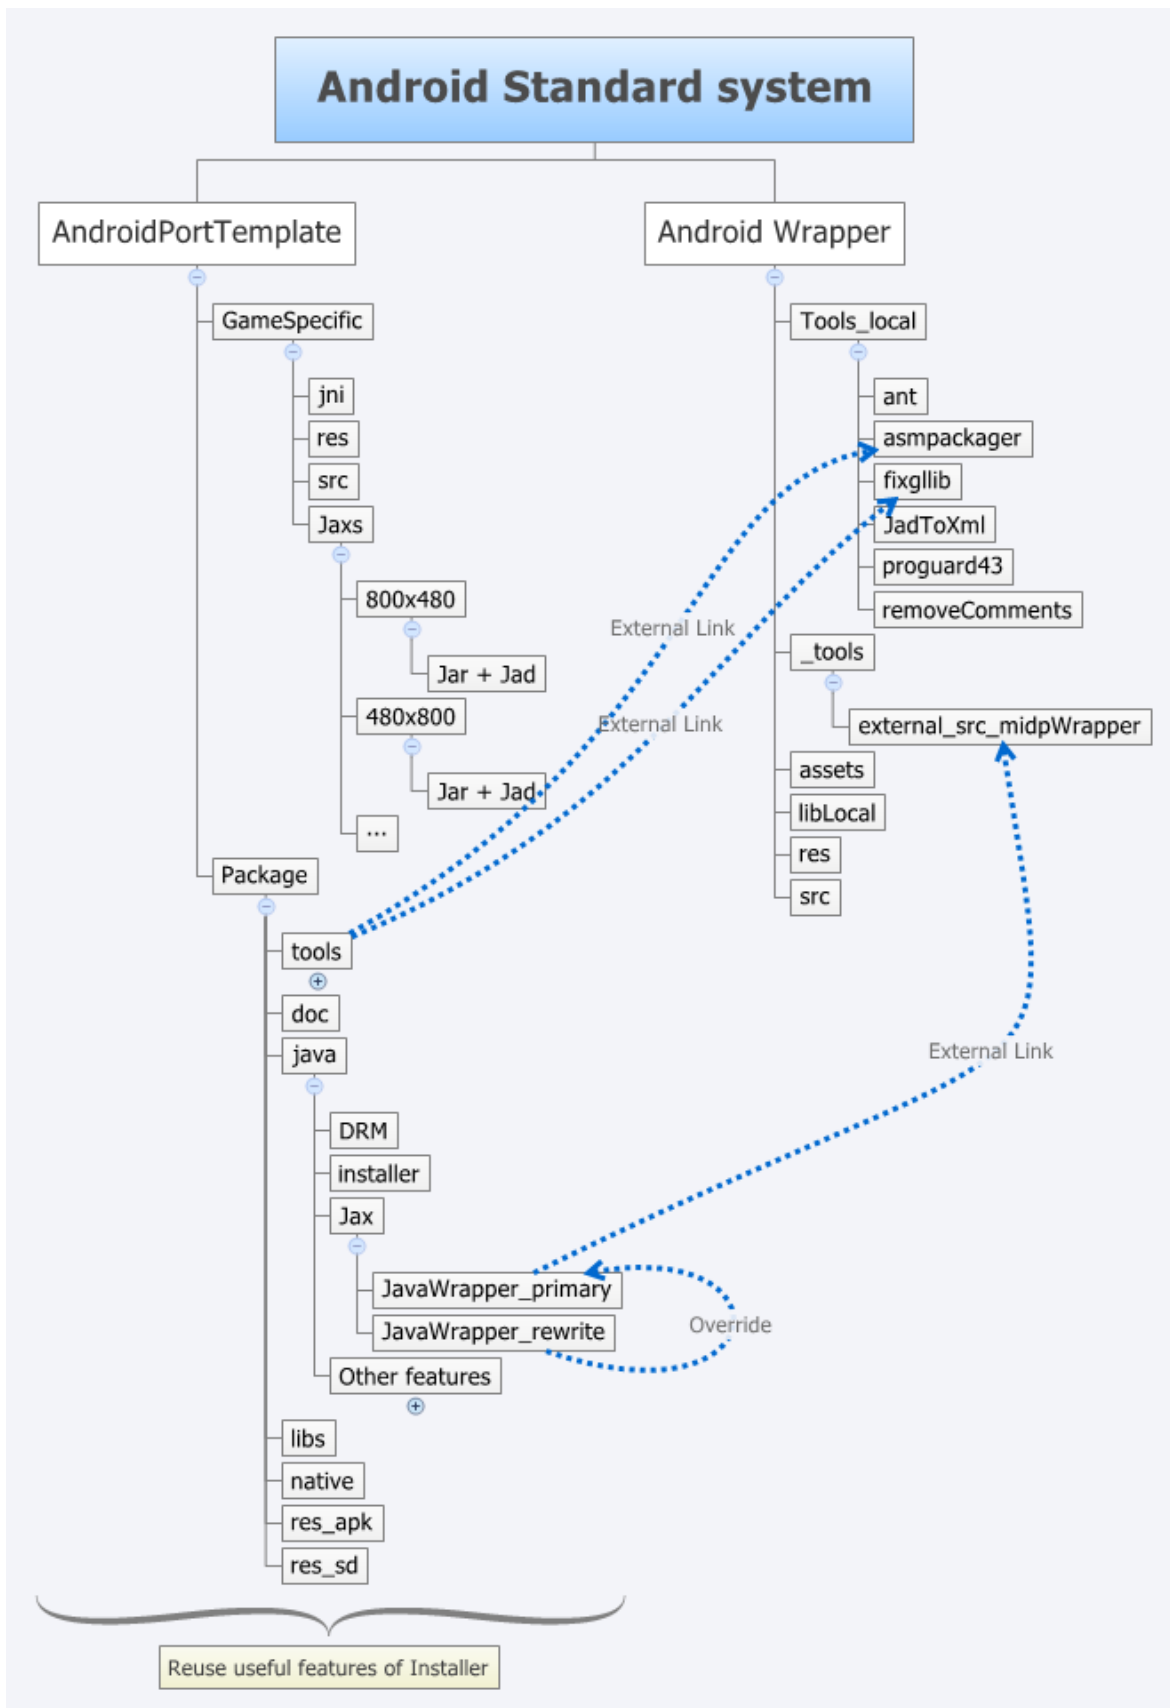 Android Standard system
AndroidPortTemplate
GameSpecific
jni
res
src
Jaxs
800x480
Jar + Jad
480x800
Jar + Jad
...
Package
tools
doc
java
DRM
installer
Jax
JavaWrapper_primary
JavaWrapper_rewrite
Override
Other features
libs
native
res_apk
res_sd
Reuse useful features of Installer
Android Wrapper
Tools_local
ant
asmpackager
fixgllib
JadToXml
proguard43
removeComments
External Link
_tools
External Link
external_src_midpWrapper
assets
libLocal
res
src
External Link